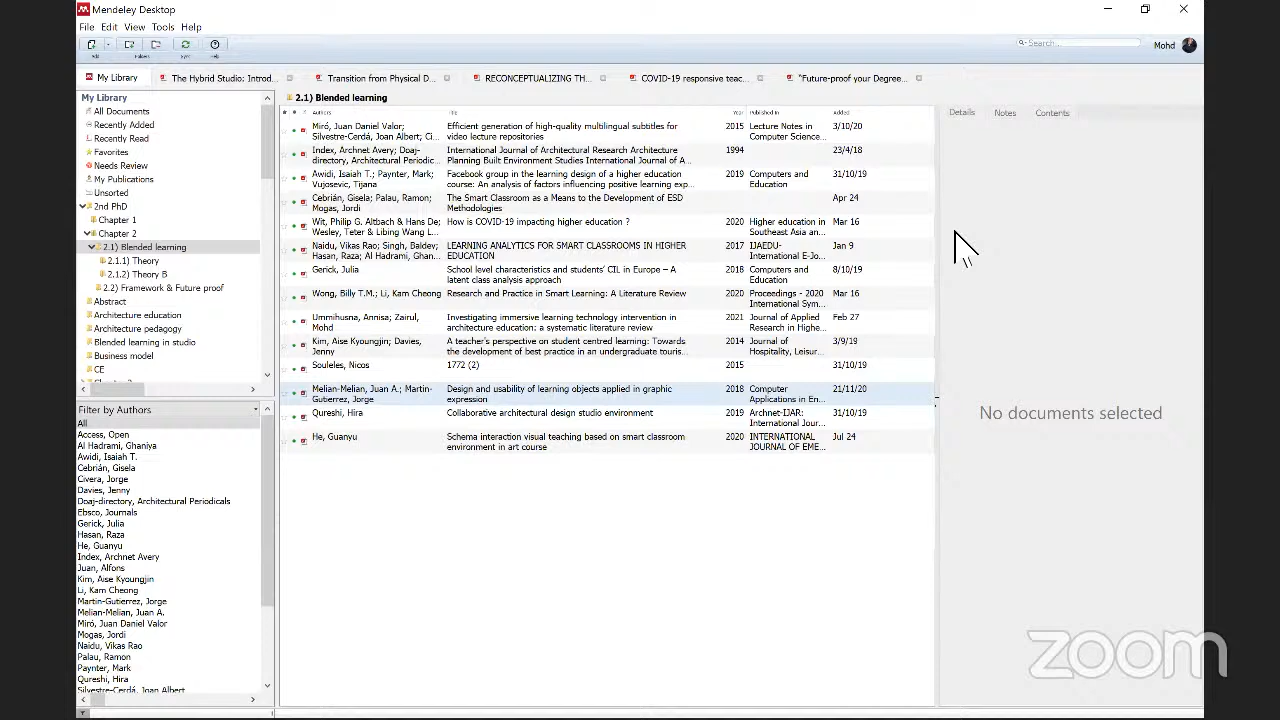 Mendeley Desktop
File Edit View Tools Help
Add Folders Sync Help
Search...
Mohd
My Library
The Hybrid Studio: Introd...
Transition from Physical D...
RECONCEPTUALIZING TH...
COVID-19 responsive teac...
"Future-proof your Degree...
My Library
All Documents
Recently Added
Recently Read
Favorites
Needs Review
My Publications
Unsorted
2nd PhD
Chapter 1
Chapter 2
2.1) Blended learning
2.1.1) Theory
2.1.2) Theory B
2.2) Framework & Future proof
Abstract
Architecture education
Architecture pedagogy
Blended learning in studio
Business model
CE
Filter by Authors
All
Access, Open
Al Hadrami, Ghaniya
Awidi, Isaiah T.
Cebrián, Gisela
Civera, Jorge
Davies, Jenny
Doaj-directory, Architectural Periodicals
Ebsco, Journals
Gerick, Julia
Hasan, Raza
He, Guanyu
Index, Archnet Avery
Juan, Alfons
Kim, Aise Kyoungjin
Li, Kam Cheong
Martin-Gutierrez, Jorge
Melian-Melian, Juan A.
Miró, Juan Daniel Valor
Mogas, Jordi
Naidu, Vikas Rao
Palau, Ramon
Paynter, Mark
Qureshi, Hira
Silvestre-Cerdá, Joan Albert
2.1) Blended learning
Authors Title Year Published In Added
Miró, Juan Daniel Valor; Efficient generation of high-quality multilingual subtitles for 2015 Lecture Notes in 3/10/20
Silvestre-Cerdá, Joan Albert; Ci... video lecture repositories Computer Science...
Index, Archnet Avery; Doaj- International Journal of Architectural Research Architecture 1994 23/4/18
directory, Architectural Periodic... Planning Built Environment Studies International Journal of A...
Awidi, Isaiah T.; Paynter, Mark; Facebook group in the learning design of a higher education 2019 Computers and 31/10/19
Vujosevic, Tijana course: An analysis of factors influencing positive learning exp... Education
Cebrián, Gisela; Palau, Ramon; The Smart Classroom as a Means to the Development of ESD Apr 24
Mogas, Jordi Methodologies
Wit, Philip G. Altbach & Hans De; How is COVID-19 impacting higher education ? 2020 Higher education in Mar 16
Wesley, Teter & Libing Wang L... Southeast Asia an...
Naidu, Vikas Rao; Singh, Baldev; LEARNING ANALYTICS FOR SMART CLASSROOMS IN HIGHER 2017 IJAEDU- Jan 9
Hasan, Raza; Al Hadrami, Ghan... EDUCATION International E-Jo...
Gerick, Julia School level characteristics and students' CIL in Europe – A 2018 Computers and 8/10/19
latent class analysis approach Education
Wong, Billy T.M.; Li, Kam Cheong Research and Practice in Smart Learning: A Literature Review 2020 Proceedings - 2020 Mar 16
International Sym...
Ummihusna, Annisa; Zairul, Investigating immersive learning technology intervention in 2021 Journal of Applied Feb 27
Mohd architecture education: a systematic literature review Research in Highe...
Kim, Aise Kyoungjin; Davies, A teacher's perspective on student centred learning: Towards 2014 Journal of 3/9/19
Jenny the development of best practice in an undergraduate touris... Hospitality, Leisur...
Souleles, Nicos 1772 (2) 2015 31/10/19
Melian-Melian, Juan A.; Martin- Design and usability of learning objects applied in graphic 2018 Computer 21/11/20
Gutierrez, Jorge expression Applications in En...
Qureshi, Hira Collaborative architectural design studio environment 2019 Archnet-IJAR: 31/10/19
International Jour...
He, Guanyu Schema interaction visual teaching based on smart classroom 2020 INTERNATIONAL Jul 24
environment in art course JOURNAL OF EME...
Details Notes Contents
No documents selected
zoom